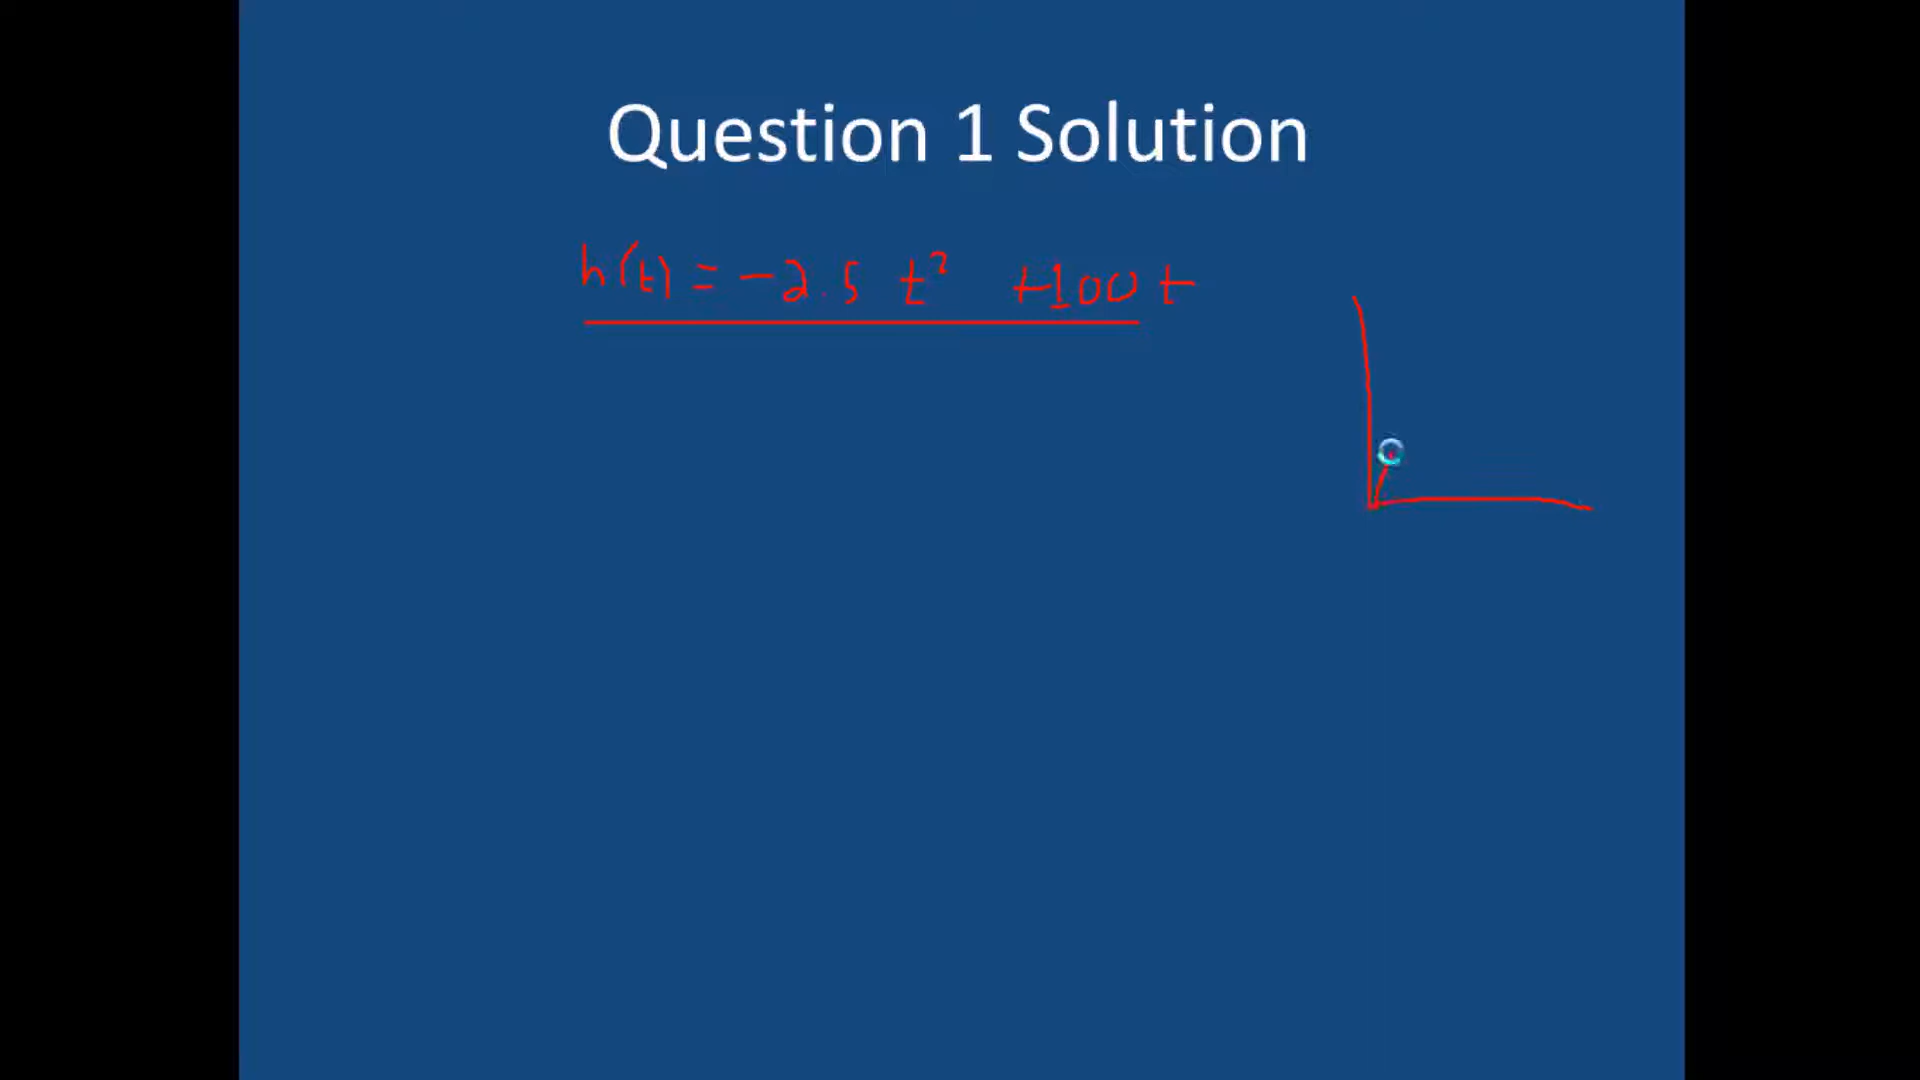 Question 1 Solution
h(t) = -2.5 t² +100 t